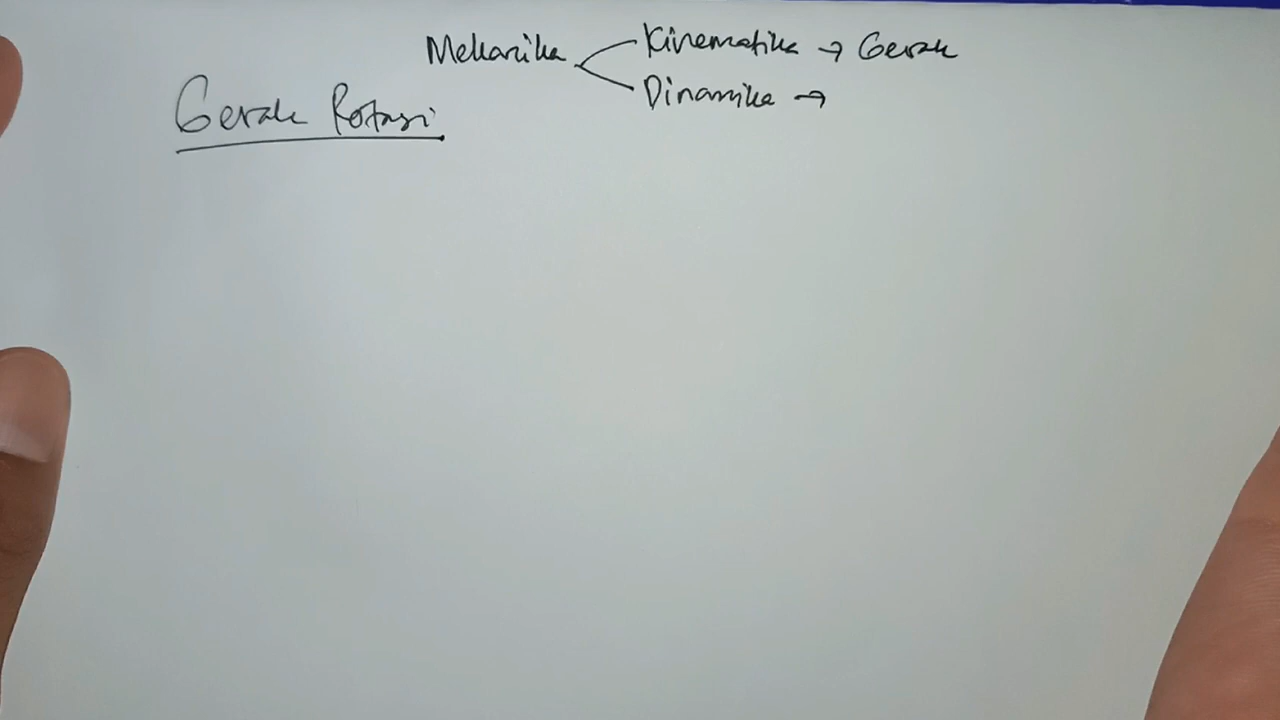 Mekanika
Kinematika → Gerak
Dinamika →
Gerak Rotasi